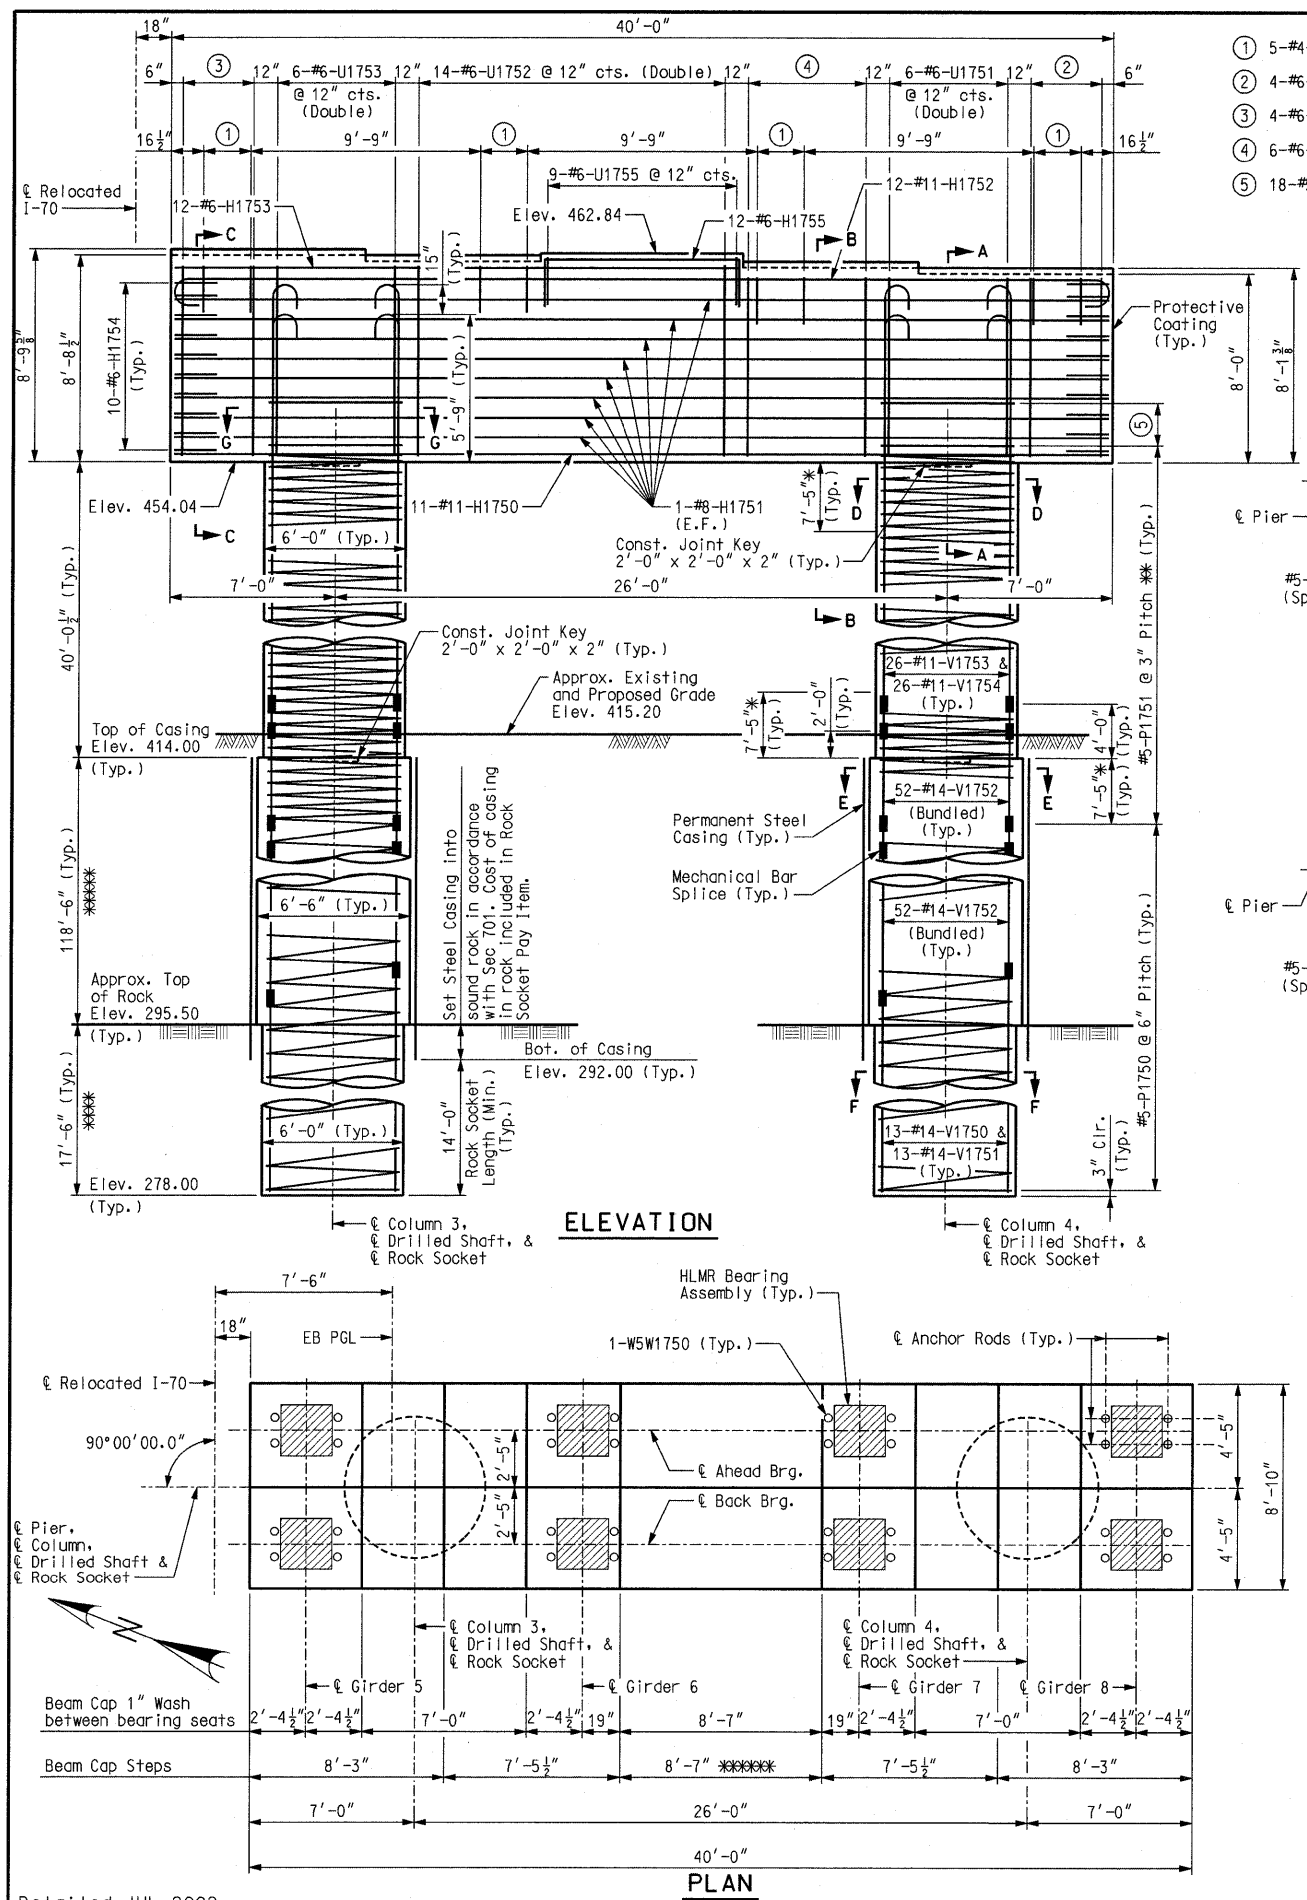 18"
40'-0"
6"
③
12"
6-#6-U1753
@ 12" cts.
(Double)
12"
14-#6-U1752 @ 12" cts. (Double)
12"
④
12"
6-#6-U1751
@ 12" cts.
(Double)
12"
②
6"
① 5-#4
② 4-#6
③ 4-#6
④ 6-#6
⑤ 18-#
16½"
①
9'-9"
①
9'-9"
①
9'-9"
①
16½"
9-#6-U1755 @ 12" cts.
12-#11-H1752
℄ Relocated
I-70
12-#6-H1753
Elev. 462.84
12-#6-H1755
C
B
A
15"
(Typ.)
Protective
Coating
(Typ.)
8'-9⅝"
8'-8½"
10-#6-H1754
(Typ.)
5'-9" (Typ.)
8'-0"
8'-1⅜"
G
G
⑤
Elev. 454.04
11-#11-H1750
1-#8-H1751
(E.F.)
7'-5"*
(Typ.)
D
D
C
6'-0" (Typ.)
Const. Joint Key
2'-0" x 2'-0" x 2" (Typ.)
A
℄ Pier
7'-0"
26'-0"
7'-0"
#5-
(Sp
40'-0½" (Typ.)
B
#5-P1751 @ 3" Pitch ** (Typ.)
Const. Joint Key
2'-0" x 2'-0" x 2" (Typ.)
Approx. Existing
and Proposed Grade
Elev. 415.20
26-#11-V1753 &
26-#11-V1754
(Typ.)
7'-5"*
(Typ.)
2'-0"
(Typ.)
4'-0"
(Typ.)
Top of Casing
Elev. 414.00
(Typ.)
E
E
7'-5"*
(Typ.)
52-#14-V1752
(Bundled)
(Typ.)
Permanent Steel
Casing (Typ.)
Mechanical Bar
Splice (Typ.)
Set Steel Casing into
sound rock in accordance
with Sec 701. Cost of casing
in rock included in Rock
Socket Pay Item.
118'-6" (Typ.)
****
6'-6" (Typ.)
52-#14-V1752
(Bundled)
(Typ.)
℄ Pier
#5-
(Sp
Approx. Top
of Rock
Elev. 295.50
(Typ.)
Bot. of Casing
Elev. 292.00 (Typ.)
#5-P1750 @ 6" Pitch (Typ.)
17'-6" (Typ.)
****
F
F
6'-0" (Typ.)
14'-0"
Rock Socket
Length (Min.)
(Typ.)
13-#14-V1750 &
13-#14-V1751
(Typ.)
3" Clr.
(Typ.)
Elev. 278.00
(Typ.)
℄ Column 3,
℄ Drilled Shaft, &
℄ Rock Socket
ELEVATION
℄ Column 4,
℄ Drilled Shaft, &
℄ Rock Socket
7'-6"
HLMR Bearing
Assembly (Typ.)
18"
EB PGL
1-W5W1750 (Typ.)
℄ Anchor Rods (Typ.)
℄ Relocated I-70
90°00'00.0"
2'-5"
2'-5"
℄ Ahead Brg.
℄ Back Brg.
4'-5"
4'-5"
8'-10"
℄ Pier,
℄ Column,
℄ Drilled Shaft &
℄ Rock Socket
N
℄ Column 3,
℄ Drilled Shaft, &
℄ Rock Socket
℄ Column 4,
℄ Drilled Shaft, &
℄ Rock Socket
℄ Girder 5
℄ Girder 6
℄ Girder 7
℄ Girder 8
Beam Cap 1" Wash
between bearing seats
2'-4½"
2'-4½"
7'-0"
2'-4½"
19"
8'-7"
19"
2'-4½"
7'-0"
2'-4½"
2'-4½"
Beam Cap Steps
8'-3"
7'-5½"
8'-7" ******
7'-5½"
8'-3"
7'-0"
26'-0"
7'-0"
40'-0"
PLAN